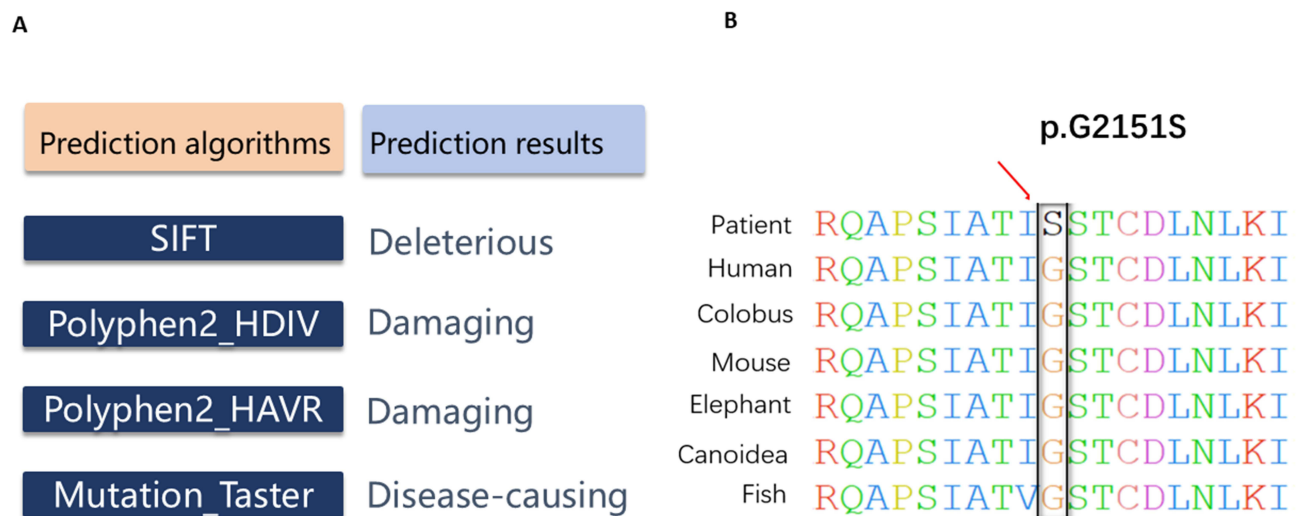 A
Prediction algorithms Prediction results
SIFT Deleterious
Polyphen2_HDIV Damaging
Polyphen2_HAVR Damaging
Mutation_Taster Disease-causing
B
p.G2151S
Patient RQAPSIATISSTCDLNLKI
Human RQAPSIATIGSTCDLNLKI
Colobus RQAPSIATIGSTCDLNLKI
Mouse RQAPSIATIGSTCDLNLKI
Elephant RQAPSIATIGSTCDLNLKI
Canoidea RQAPSIATIGSTCDLNLKI
Fish RQAPSIATVGSTCDLNLKI